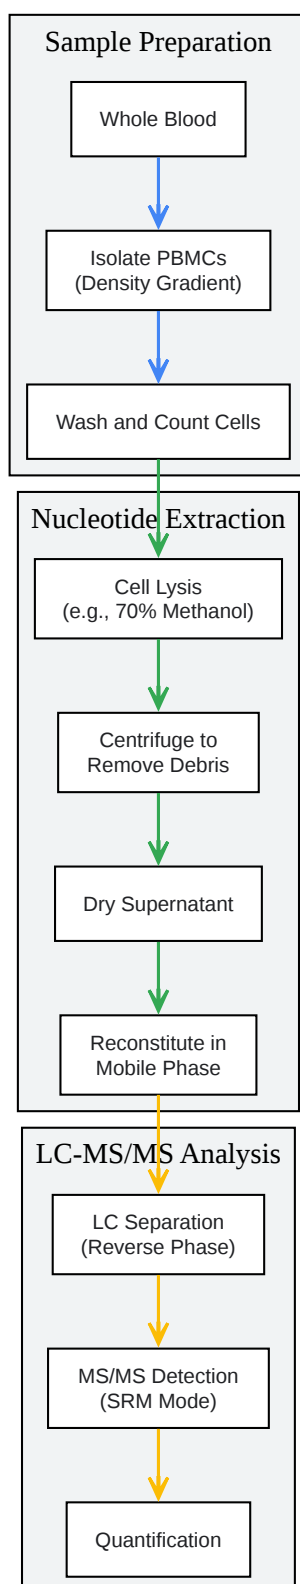 Sample Preparation
Whole Blood
Isolate PBMCs
(Density Gradient)
Wash and Count Cells
Nucleotide Extraction
Cell Lysis
(e.g., 70% Methanol)
Centrifuge to
Remove Debris
Dry Supernatant
Reconstitute in
Mobile Phase
LC-MS/MS Analysis
LC Separation
(Reverse Phase)
MS/MS Detection
(SRM Mode)
Quantification